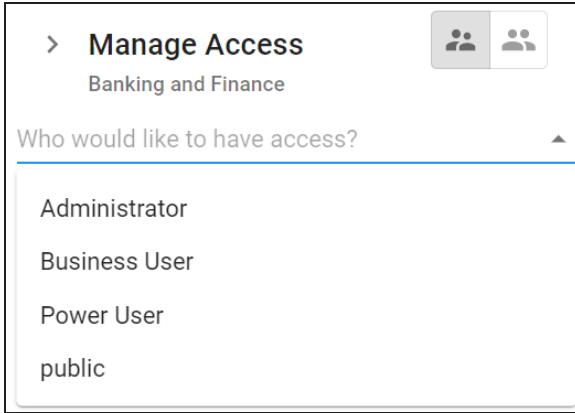 Manage Access
Banking and Finance
Who would like to have access?
Administrator
Business User
Power User
public